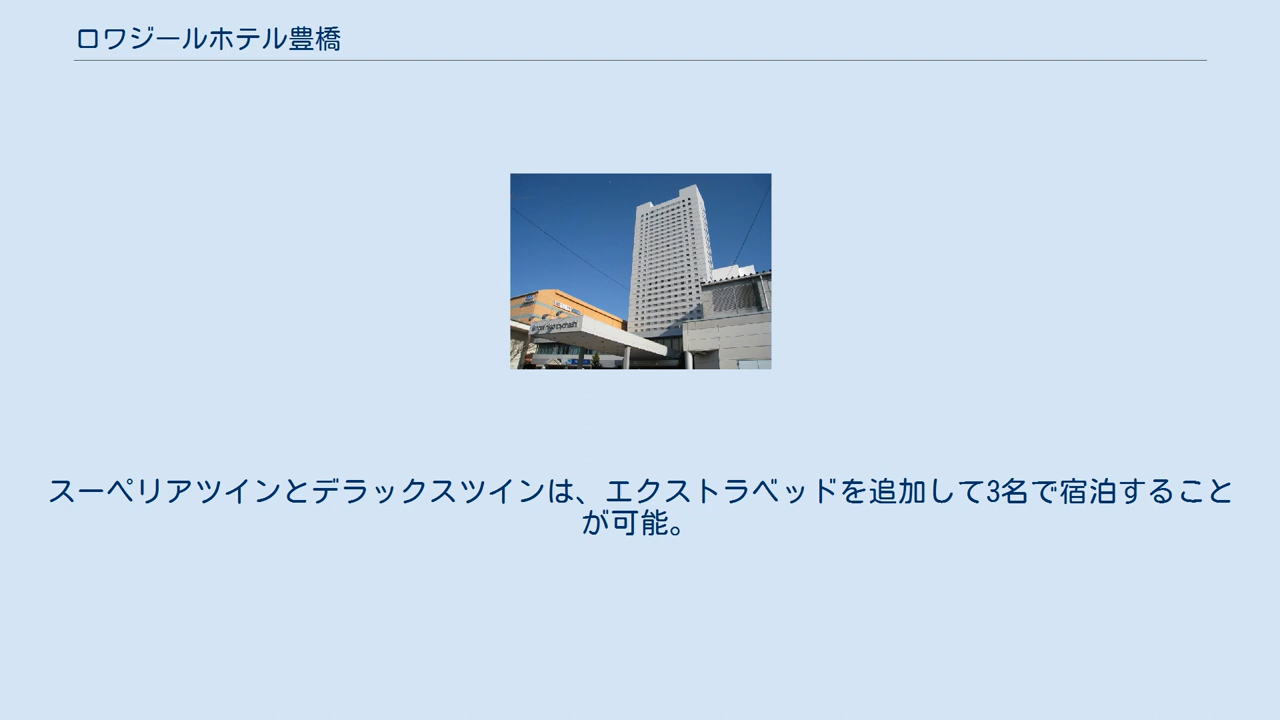 ロワジールホテル豊橋
スーペリアツインとデラックスツインは、エクストラベッドを追加して3名で宿泊すること
が可能。